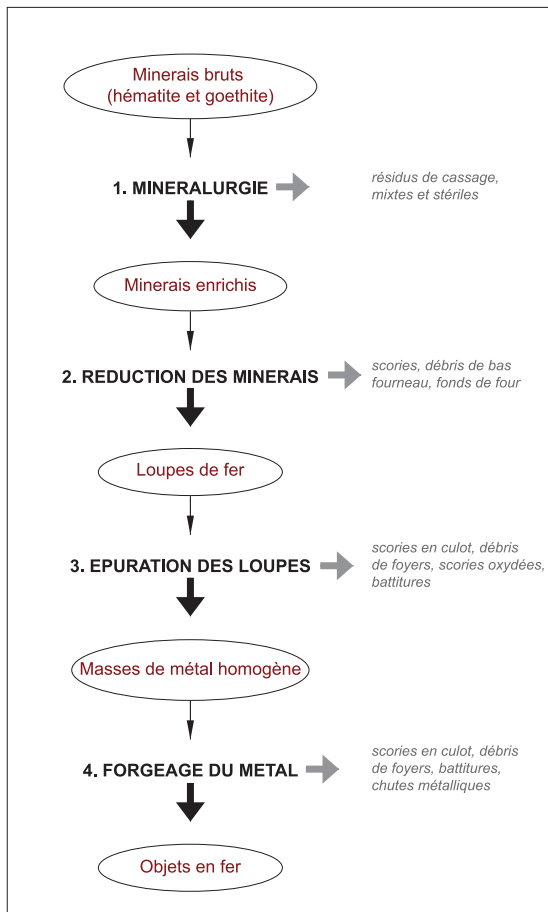 Minerais bruts
(hématite et goethite)
1. MINERALURGIE
résidus de cassage,
mixtes et stériles
Minerais enrichis
2. REDUCTION DES MINERAIS
scories, débris de bas
fourneau, fonds de four
Loupes de fer
3. EPURATION DES LOUPES
scories en culot, débris
de foyers, scories oxydées,
battitures
Masses de métal homogène
4. FORGEAGE DU METAL
scories en culot, débris
de foyers, battitures,
chutes métalliques
Objets en fer